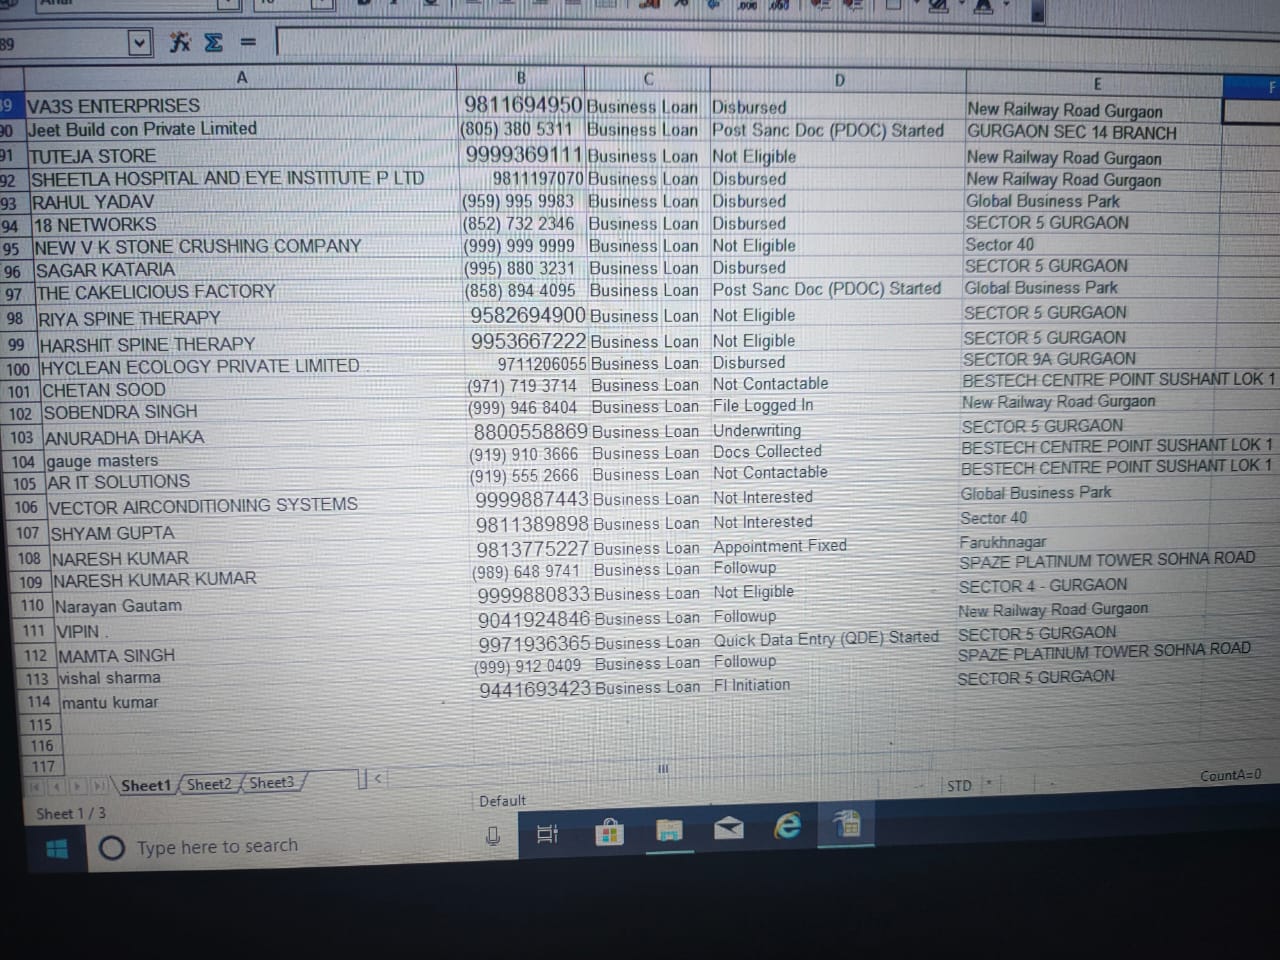 Arial
89
fx Σ =
A B C D E F
89 VA3S ENTERPRISES 9811694950 Business Loan Disbursed New Railway Road Gurgaon
90 Jeet Build con Private Limited (805) 380 5311 Business Loan Post Sanc Doc (PDOC) Started GURGAON SEC 14 BRANCH
91 TUTEJA STORE 9999369111 Business Loan Not Eligible New Railway Road Gurgaon
92 SHEETLA HOSPITAL AND EYE INSTITUTE P LTD 9811197070 Business Loan Disbursed New Railway Road Gurgaon
93 RAHUL YADAV (959) 995 9983 Business Loan Disbursed Global Business Park
94 18 NETWORKS (852) 732 2346 Business Loan Disbursed SECTOR 5 GURGAON
95 NEW V K STONE CRUSHING COMPANY (999) 999 9999 Business Loan Not Eligible Sector 40
96 SAGAR KATARIA (995) 880 3231 Business Loan Disbursed SECTOR 5 GURGAON
97 THE CAKELICIOUS FACTORY (858) 894 4095 Business Loan Post Sanc Doc (PDOC) Started Global Business Park
98 RIYA SPINE THERAPY 9582694900 Business Loan Not Eligible SECTOR 5 GURGAON
99 HARSHIT SPINE THERAPY 9953667222 Business Loan Not Eligible SECTOR 5 GURGAON
100 HYCLEAN ECOLOGY PRIVATE LIMITED . 9711206055 Business Loan Disbursed SECTOR 9A GURGAON
101 CHETAN SOOD (971) 719 3714 Business Loan Not Contactable BESTECH CENTRE POINT SUSHANT LOK 1
102 SOBENDRA SINGH (999) 946 8404 Business Loan File Logged In New Railway Road Gurgaon
103 ANURADHA DHAKA 8800558869 Business Loan Underwriting SECTOR 5 GURGAON
104 gauge masters (919) 910 3666 Business Loan Docs Collected BESTECH CENTRE POINT SUSHANT LOK 1
105 AR IT SOLUTIONS (919) 555 2666 Business Loan Not Contactable BESTECH CENTRE POINT SUSHANT LOK 1
106 VECTOR AIRCONDITIONING SYSTEMS 9999887443 Business Loan Not Interested Global Business Park
107 SHYAM GUPTA 9811389898 Business Loan Not Interested Sector 40
108 NARESH KUMAR 9813775227 Business Loan Appointment Fixed Farukhnagar
109 NARESH KUMAR KUMAR (989) 648 9741 Business Loan Followup SPAZE PLATINUM TOWER SOHNA ROAD
110 Narayan Gautam 9999880833 Business Loan Not Eligible SECTOR 4 - GURGAON
111 VIPIN . 9041924846 Business Loan Followup New Railway Road Gurgaon
112 MAMTA SINGH 9971936365 Business Loan Quick Data Entry (QDE) Started SECTOR 5 GURGAON
113 vishal sharma (999) 912 0409 Business Loan Followup SPAZE PLATINUM TOWER SOHNA ROAD
114 mantu kumar 9441693423 Business Loan FI Initiation SECTOR 5 GURGAON
115
116
117
Sheet1 Sheet2 Sheet3
Sheet 1 / 3 Default STD * CountA=0
Type here to search